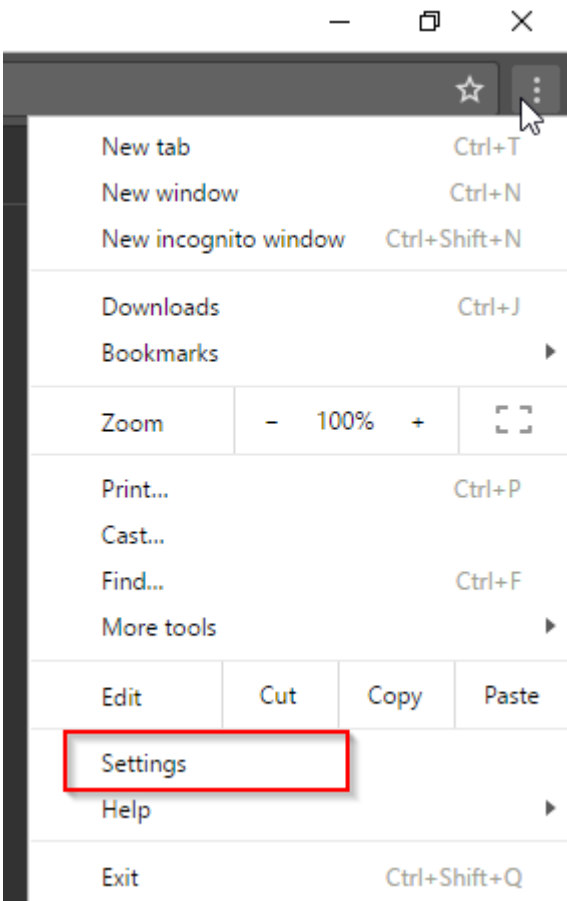 New tab Ctrl+T
New window Ctrl+N
New incognito window Ctrl+Shift+N
Downloads Ctrl+J
Bookmarks
Zoom - 100% +
Print... Ctrl+P
Cast...
Find... Ctrl+F
More tools
Edit Cut Copy Paste
Settings
Help
Exit Ctrl+Shift+Q